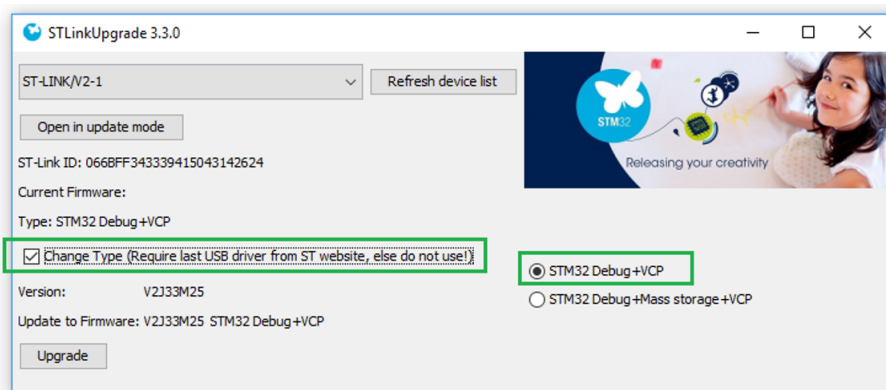 STLinkUpgrade 3.3.0
ST-LINK/V2-1
Refresh device list
Open in update mode
ST-Link ID: 066BFF343339415043142624
Current Firmware:
Type: STM32 Debug+VCP
Change Type (Require last USB driver from ST website, else do not use!)
Version: V2J33M25
Update to Firmware: V2J33M25 STM32 Debug+VCP
Upgrade
STM32
Releasing your creativity
STM32 Debug+VCP
STM32 Debug+Mass storage+VCP